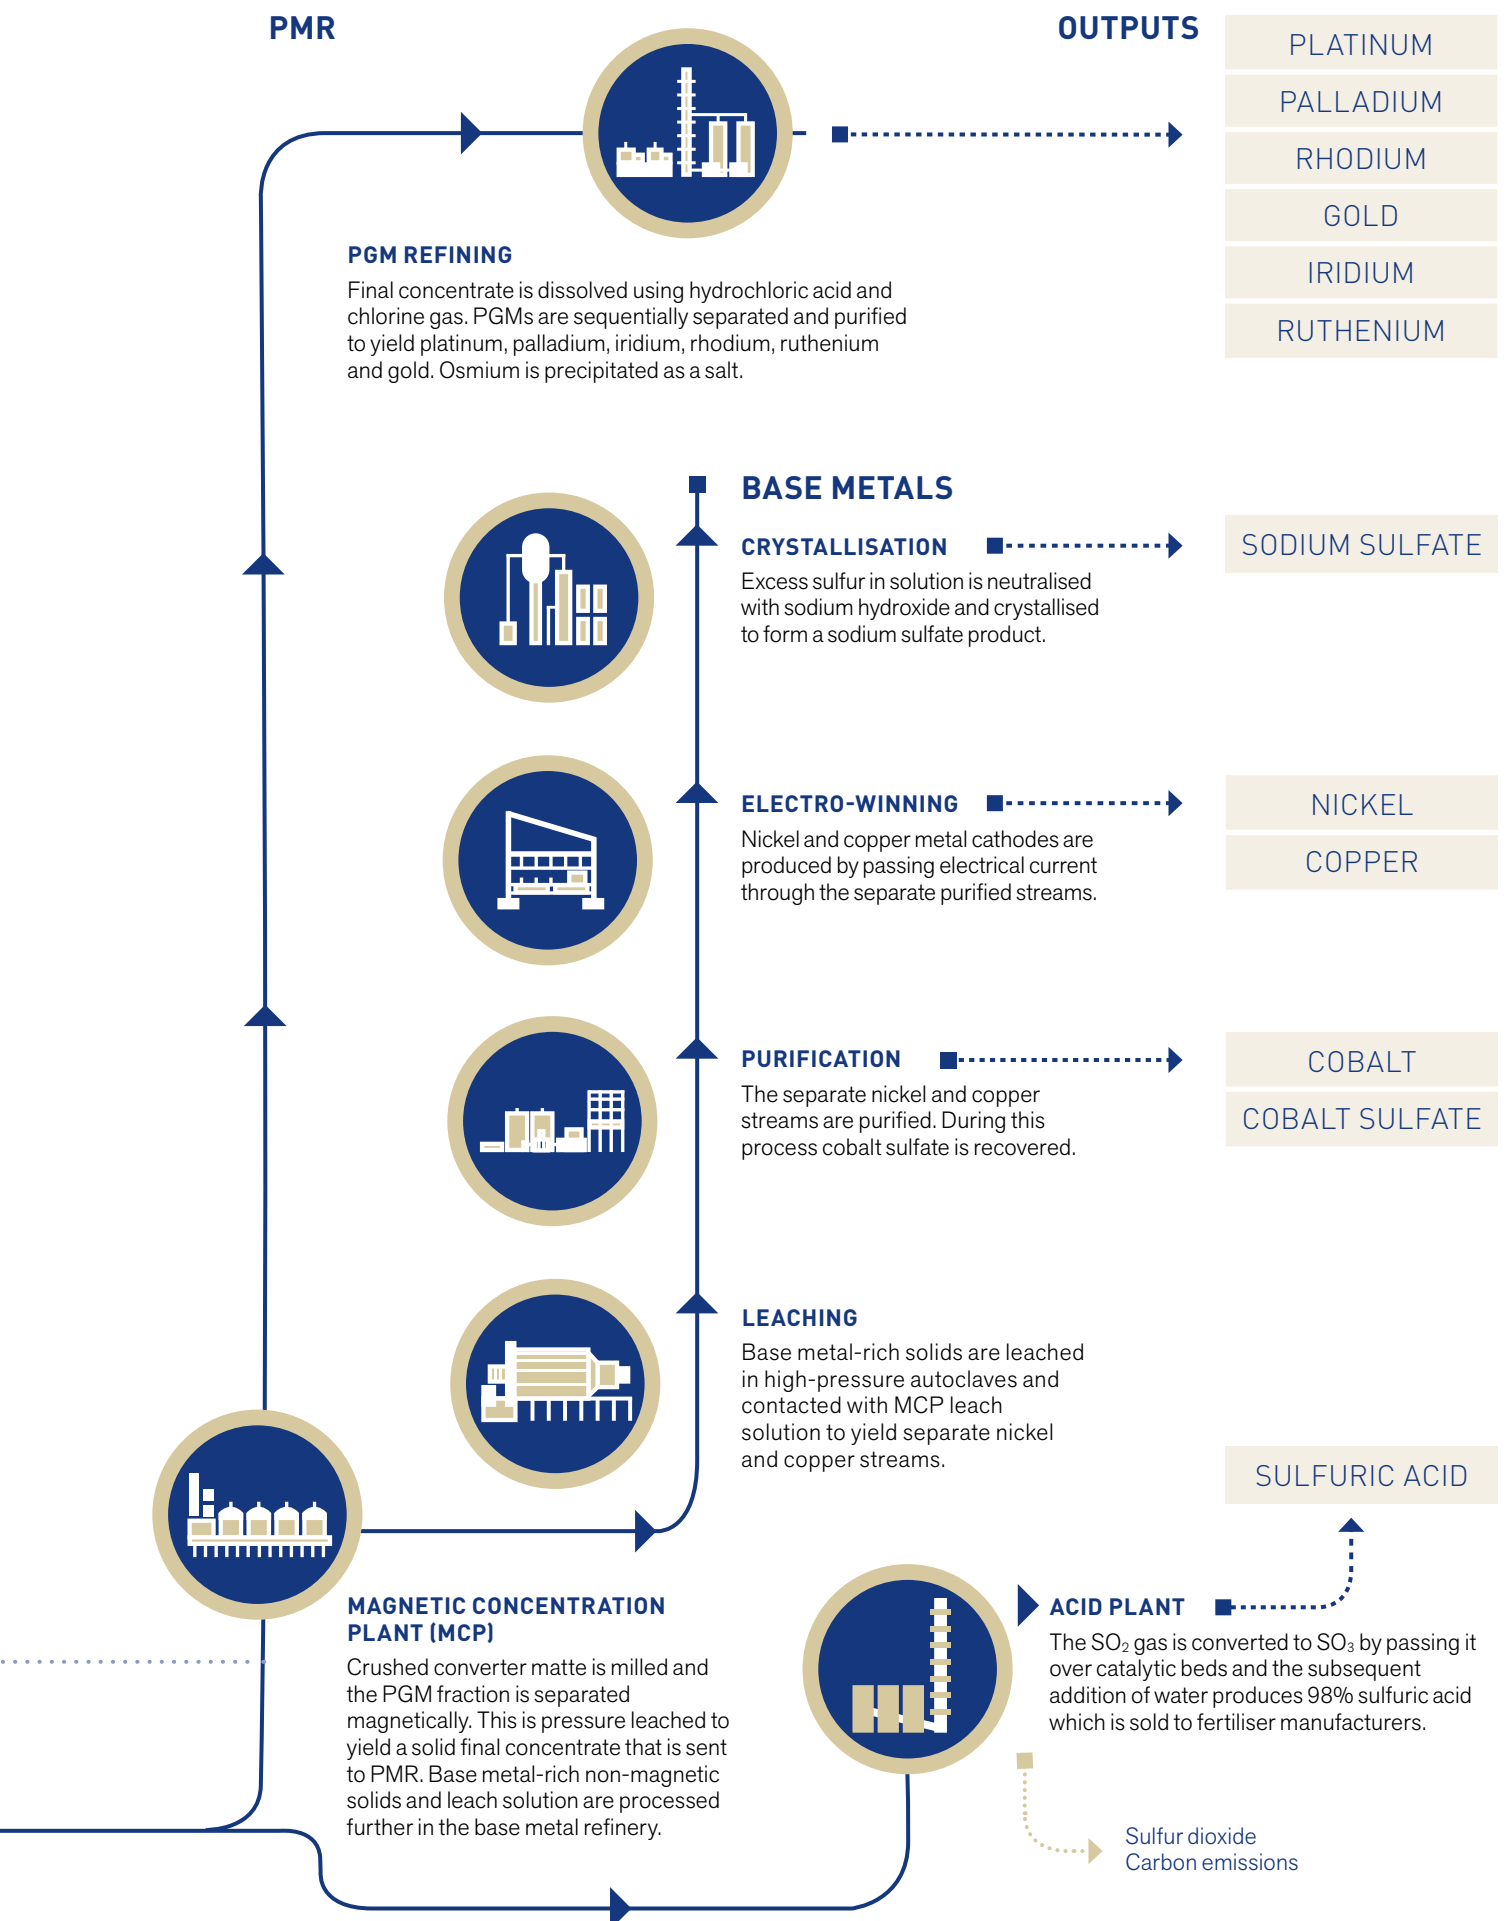 PMR
OUTPUTS
PLATINUM
PALLADIUM
RHODIUM
GOLD
IRIDIUM
RUTHENIUM
PGM REFINING
Final concentrate is dissolved using hydrochloric acid and
chlorine gas. PGMs are sequentially separated and purified
to yield platinum, palladium, iridium, rhodium, ruthenium
and gold. Osmium is precipitated as a salt.
BASE METALS
CRYSTALLISATION
Excess sulfur in solution is neutralised
with sodium hydroxide and crystallised
to form a sodium sulfate product.
SODIUM SULFATE
ELECTRO-WINNING
Nickel and copper metal cathodes are
produced by passing electrical current
through the separate purified streams.
NICKEL
COPPER
PURIFICATION
The separate nickel and copper
streams are purified. During this
process cobalt sulfate is recovered.
COBALT
COBALT SULFATE
LEACHING
Base metal-rich solids are leached
in high-pressure autoclaves and
contacted with MCP leach
solution to yield separate nickel
and copper streams.
SULFURIC ACID
MAGNETIC CONCENTRATION
PLANT (MCP)
Crushed converter matte is milled and
the PGM fraction is separated
magnetically. This is pressure leached to
yield a solid final concentrate that is sent
to PMR. Base metal-rich non-magnetic
solids and leach solution are processed
further in the base metal refinery.
ACID PLANT
The SO₂ gas is converted to SO₃ by passing it
over catalytic beds and the subsequent
addition of water produces 98% sulfuric acid
which is sold to fertiliser manufacturers.
Sulfur dioxide
Carbon emissions